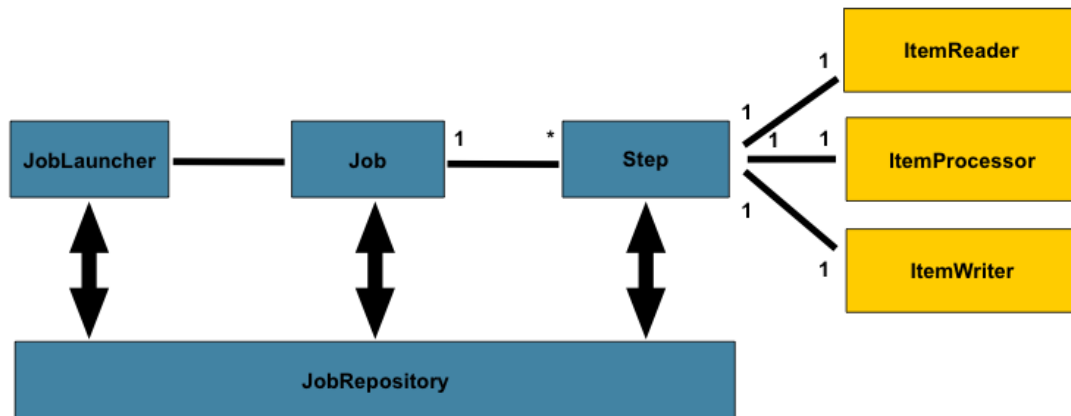 ItemReader
1
1
JobLauncher
Job
1
*
Step
1
1
ItemProcessor
1
1
ItemWriter
JobRepository